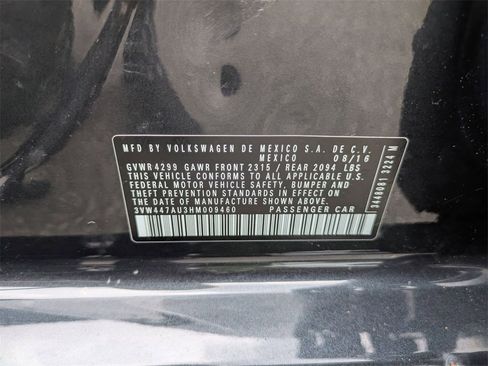 MFD BY VOLKSWAGEN DE MEXICO S.A. DE C.V.
MEXICO 08/16
GVWR 4299 GAWR FRONT 2315 / REAR 2094 LBS
THIS VEHICLE CONFORMS TO ALL APPLICABLE U.S.
FEDERAL MOTOR VEHICLE SAFETY, BUMPER AND
THEFT PREVENTION STANDARDS IN EFFECT ON
THE DATE OF MANUFACTURE SHOWN ABOVE.
3VW447AU3HM009460 PASSENGER CAR
3448081 3224 M